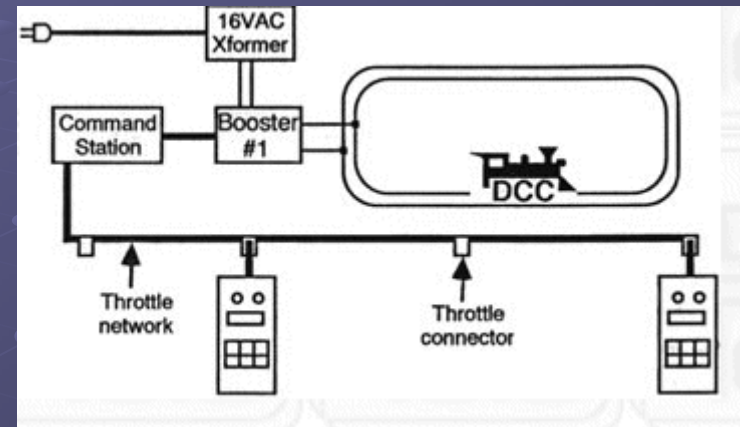 16VAC
Xformer
Command
Station
Booster
#1
DCC
Throttle
network
Throttle
connector